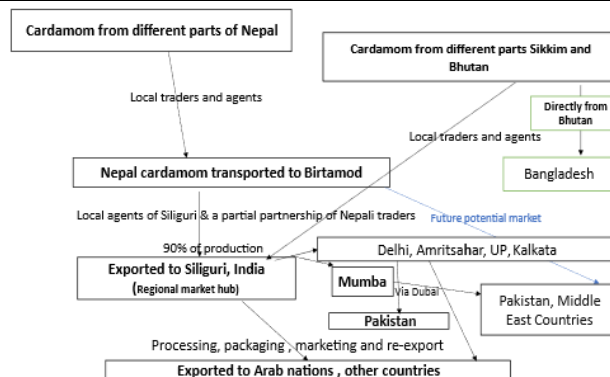 Cardamom from different parts of Nepal
Cardamom from different parts Sikkim and
Bhutan
Local traders and agents
Directly from
Bhutan
Local traders and agents
Nepal cardamom transported to Birtamod
Bangladesh
Local agents of Siliguri & a partial partnership of Nepali traders
Future potential market
90% of production
Delhi, Amritsahar, UP,Kalkata
Exported to Siliguri, India
(Regional market hub)
Mumba
Via Dubal
Pakistan, Middle
East Countries
Pakistan
Processing, packaging , marketing and re-export
Exported to Arab nations , other countries